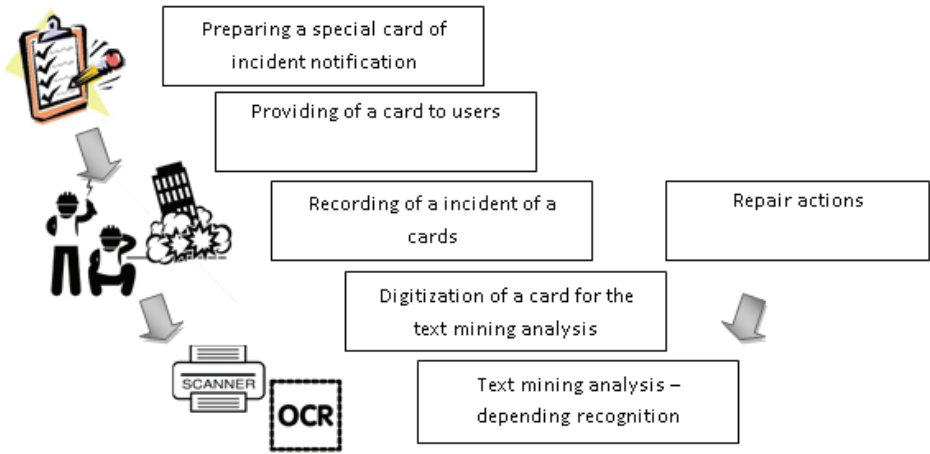 Preparing a special card of
incident notification
Providing of a card to users
Recording of a incident of a
cards
Repair actions
Digitization of a card for the
text mining analysis
SCANNER
OCR
Text mining analysis –
depending recognition